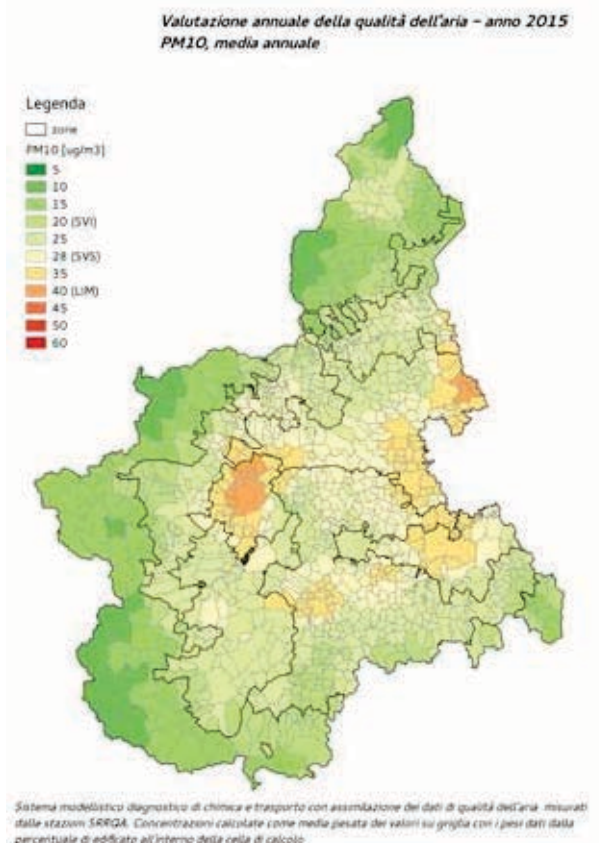 Valutazione annuale della qualità dell'aria – anno 2015
PM10, media annuale
Legenda
zone
PM10 [ug/m3]
5
10
15
20 (SVI)
25
28 (SVS)
35
40 (LIM)
45
50
60
Sistema modellistico diagnostico di chimica e trasporto con assimilazione dei dati di qualità dell'aria misurati
dalle stazioni SRRQA. Concentrazioni calcolate come media pesata dei valori su griglia con i pesi dati dalla
percentuale di edificato all'interno della cella di calcolo